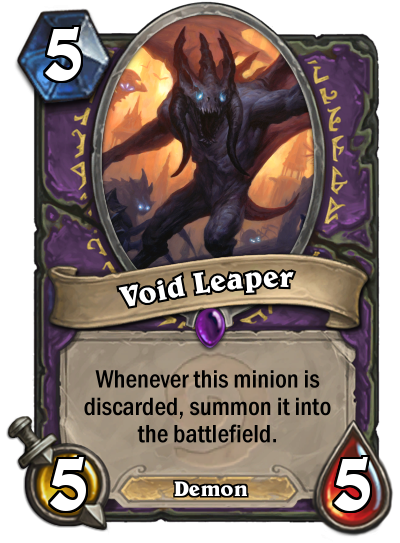 5
Void Leaper
Whenever this minion is
discarded, summon it into
the battlefield.
5
Demon
5